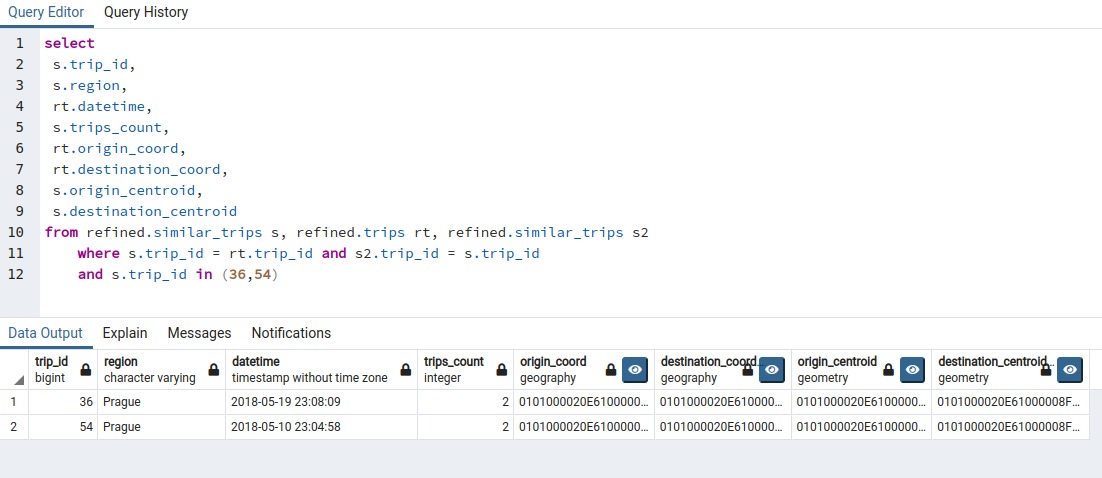 Query Editor Query History
1 select
2 s.trip_id,
3 s.region,
4 rt.datetime,
5 s.trips_count,
6 rt.origin_coord,
7 rt.destination_coord,
8 s.origin_centroid,
9 s.destination_centroid
10 from refined.similar_trips s, refined.trips rt, refined.similar_trips s2
11 where s.trip_id = rt.trip_id and s2.trip_id = s.trip_id
12 and s.trip_id in (36,54)
Data Output Explain Messages Notifications
trip_id region datetime trips_count origin_coord destination_coord origin_centroid destination_centroid
bigint character varying timestamp without time zone integer geography geography geometry geometry
1 36 Prague 2018-05-19 23:08:09 2 0101000020E6100000... 0101000020E610000... 0101000020E6100000... 0101000020E61000008F...
2 54 Prague 2018-05-10 23:04:58 2 0101000020E6100000... 0101000020E610000... 0101000020E6100000... 0101000020E61000008F...